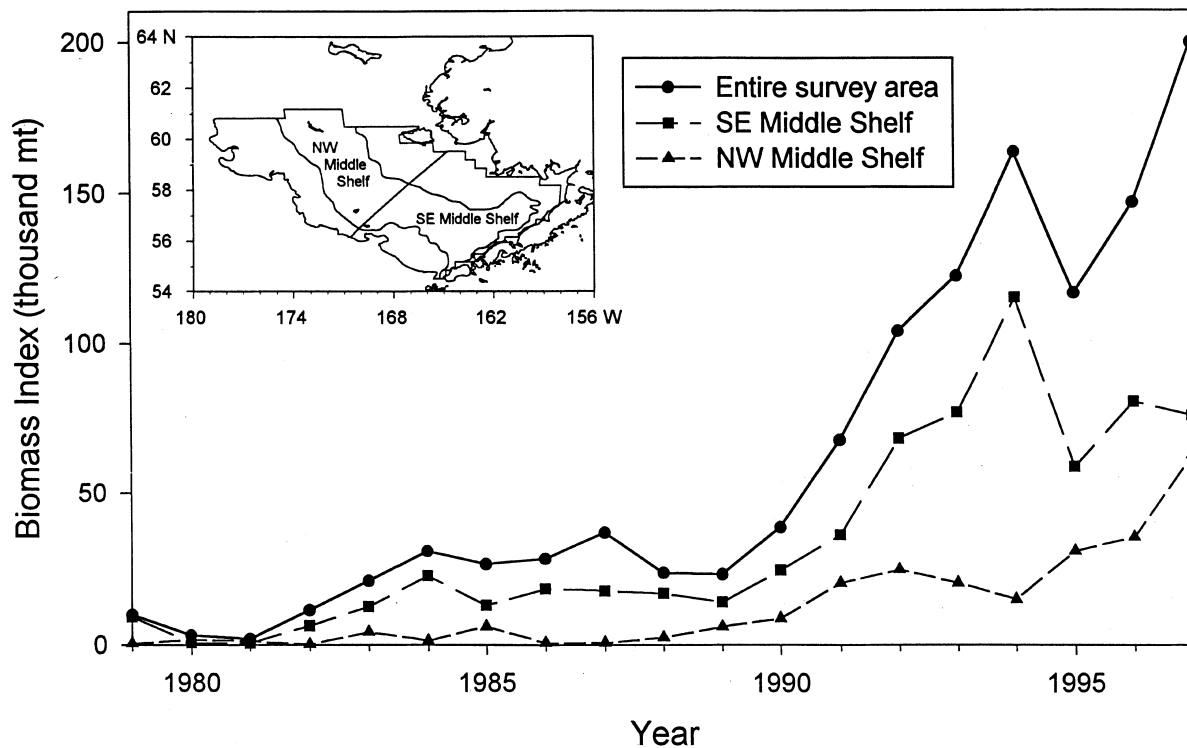 Biomass Index (thousand mt)
200
150
100
50
0
64 N
60
58
56
54
180
174
168
162
156 W
NW
Middle
Shelf
SE Middle Shelf
Entire survey area
SE Middle Shelf
NW Middle Shelf
1980
1985
1990
1995
Year